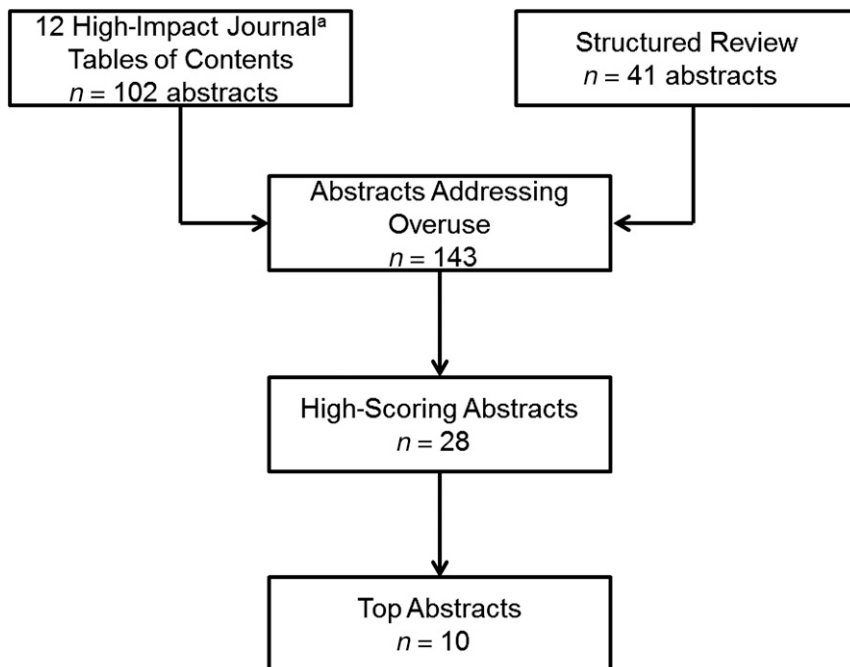 12 High-Impact Journalᵃ
Tables of Contents
n = 102 abstracts
Structured Review
n = 41 abstracts
Abstracts Addressing
Overuse
n = 143
High-Scoring Abstracts
n = 28
Top Abstracts
n = 10